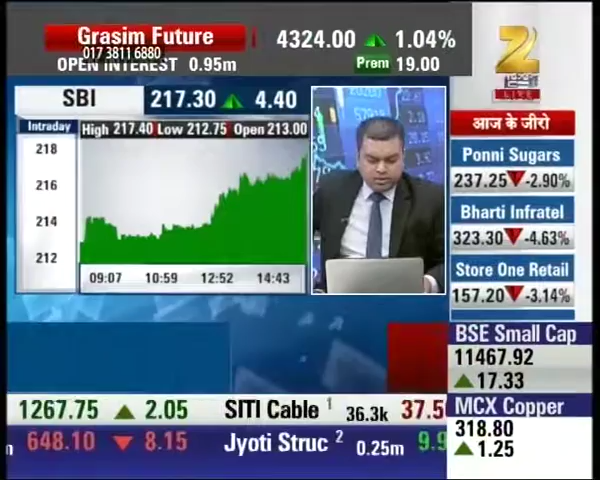 Grasim Future
017 3811 6880
OPEN INTEREST 0.95m
4324.00 1.04%
Prem 19.00
LIVE
SBI 217.30 4.40
Intraday High 217.40 Low 212.75 Open 213.00
218
216
214
212
09:07 10:59 12:52 14:43
आज के जीरो
Ponni Sugars
237.25 -2.90%
Bharti Infratel
323.30 -4.63%
Store One Retail
157.20 -3.14%
BSE Small Cap
11467.92
17.33
MCX Copper
318.80
1.25
1267.75 2.05 SITI Cable 1 36.3k 37.5
648.10 8.15 Jyoti Struc 2 0.25m 9.9